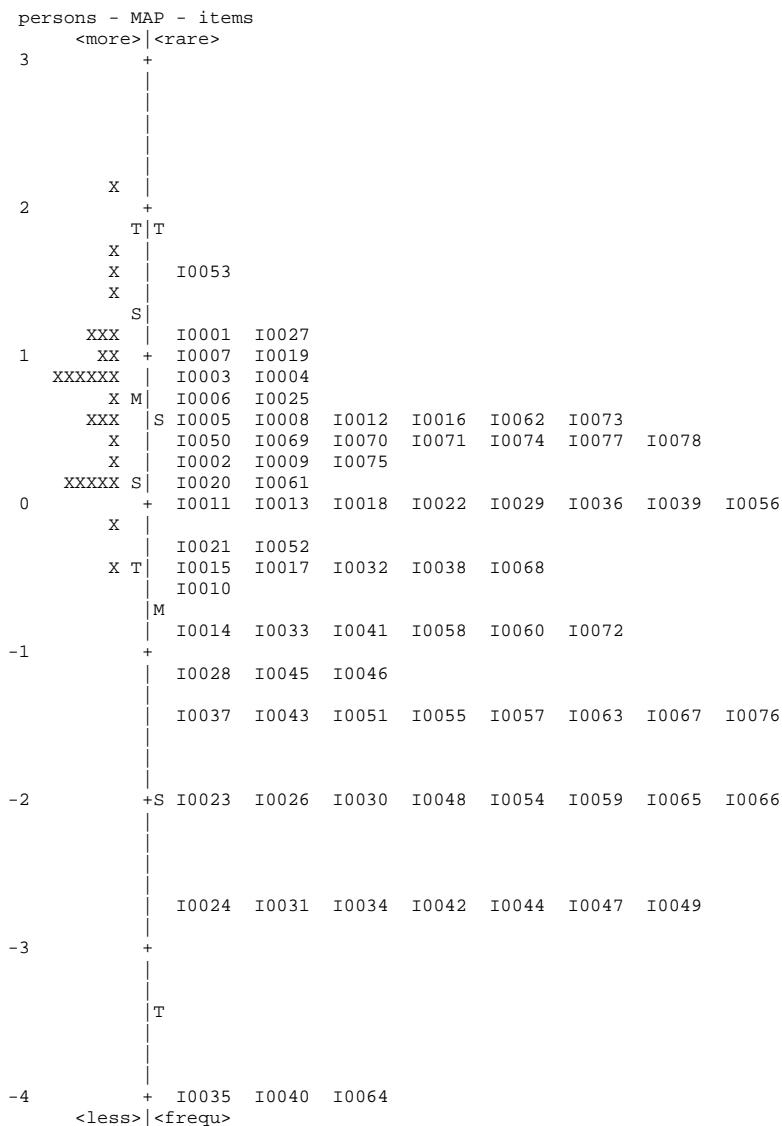 persons - MAP - items
<more>|<rare>
3 +
|
|
|
|
|
X |
2 +
T|T
X |
X | I0053
X |
S|
XXX | I0001 I0027
1 XX + I0007 I0019
XXXXXX | I0003 I0004
X M| I0006 I0025
XXX |S I0005 I0008 I0012 I0016 I0062 I0073
X | I0050 I0069 I0070 I0071 I0074 I0077 I0078
X | I0002 I0009 I0075
XXXXX S| I0020 I0061
0 + I0011 I0013 I0018 I0022 I0029 I0036 I0039 I0056
X |
| I0021 I0052
X T| I0015 I0017 I0032 I0038 I0068
| I0010
|M
| I0014 I0033 I0041 I0058 I0060 I0072
-1 +
| I0028 I0045 I0046
|
| I0037 I0043 I0051 I0055 I0057 I0063 I0067 I0076
|
|
|
-2 +S I0023 I0026 I0030 I0048 I0054 I0059 I0065 I0066
|
|
|
|
| I0024 I0031 I0034 I0042 I0044 I0047 I0049
|
-3 +
|
|
|T
|
|
|
-4 + I0035 I0040 I0064
<less>|<frequ>